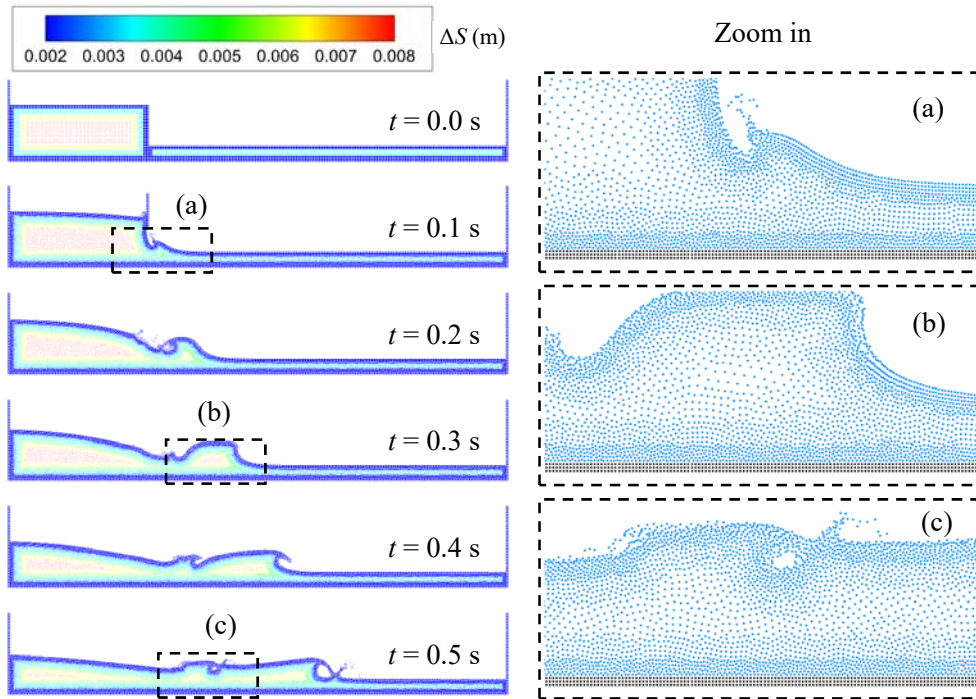 0.002 0.003 0.004 0.005 0.006 0.007 0.008
ΔS (m)
Zoom in
t = 0.0 s
(a)
t = 0.1 s
t = 0.2 s
(b)
t = 0.3 s
t = 0.4 s
(c)
t = 0.5 s
(a)
(b)
(c)